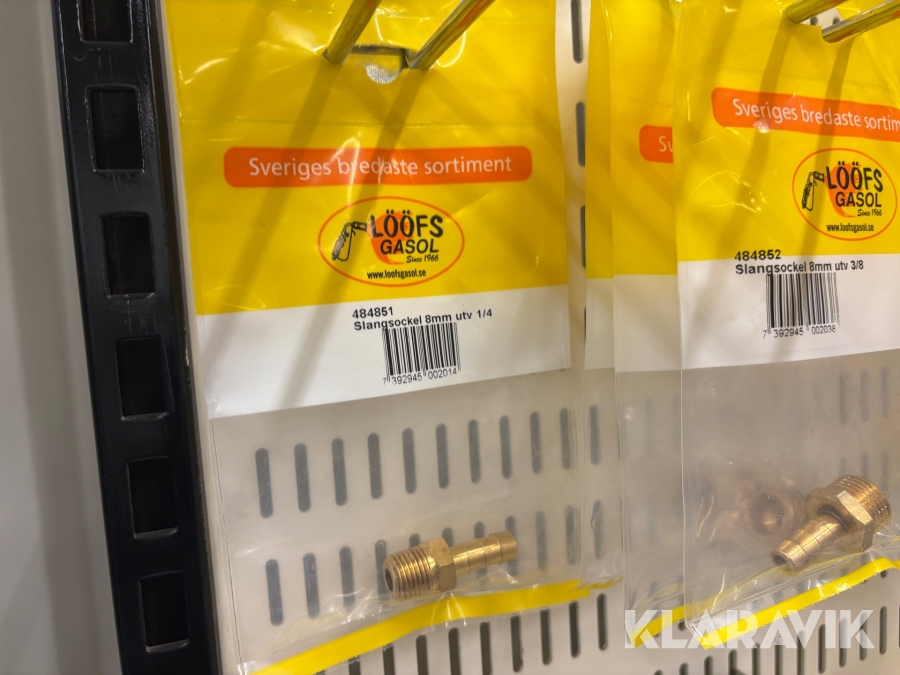 Sveriges bredaste sortiment
LÖÖFS
GASOL
Since 1966
www.loofsgasol.se
484851
Slangsockel 8mm utv 1/4
7 392945 002014
Sv
Sveriges bredaste sortim
LÖÖFS
GASOL
Since 1966
www.loofsgasol.se
484852
Slangsockel 8mm utv 3/8
7 392945 002038
KLARAVIK